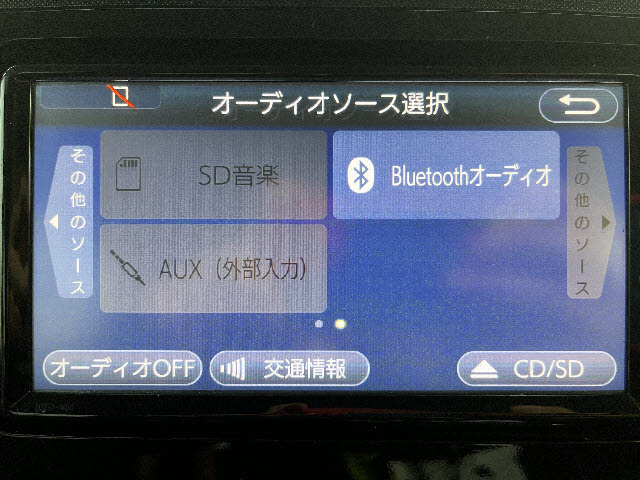 オーディオソース選択
その他のソース
SD音楽
Bluetoothオーディオ
その他のソース
AUX（外部入力）
オーディオOFF
交通情報
CD/SD